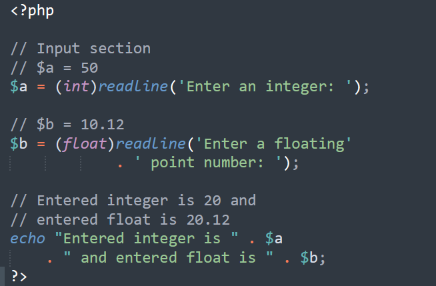 <?php
// Input section
// $a = 50
$a = (int)readline('Enter an integer: ');
// $b = 10.12
$b = (float)readline('Enter a floating'
. ' point number: ');
// Entered integer is 20 and
// entered float is 20.12
echo "Entered integer is " . $a
. " and entered float is " . $b;
?>